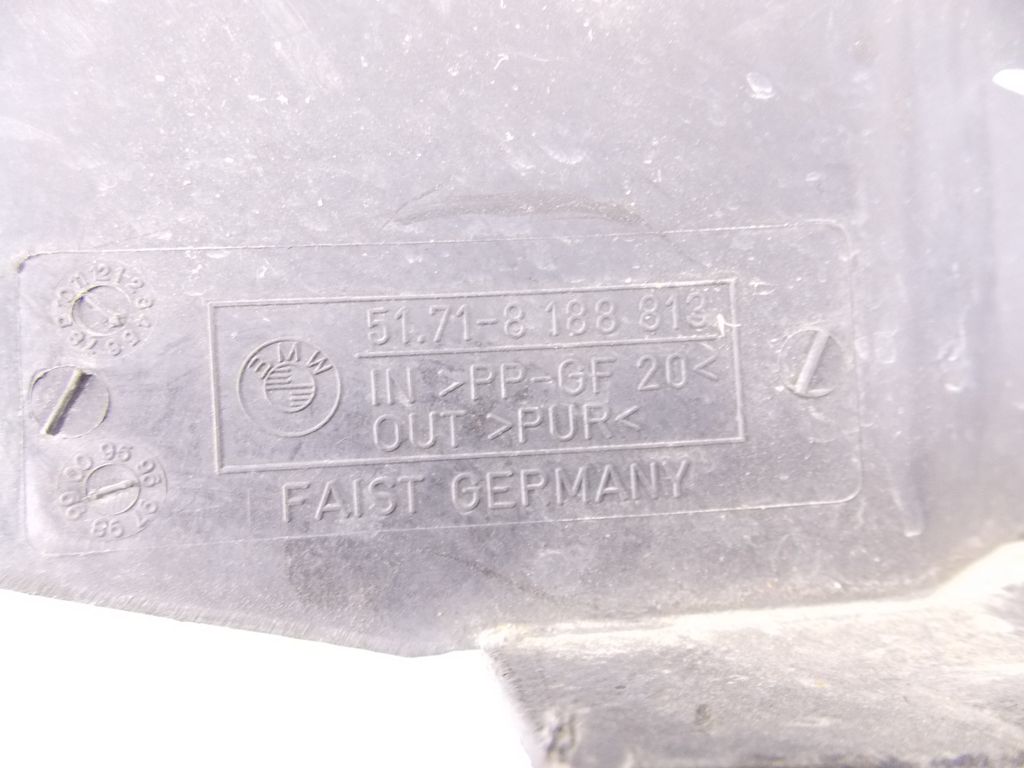 51.71-8 188 813
BMW
IN >PP-GF 20<
OUT >PUR<
FAIST GERMANY